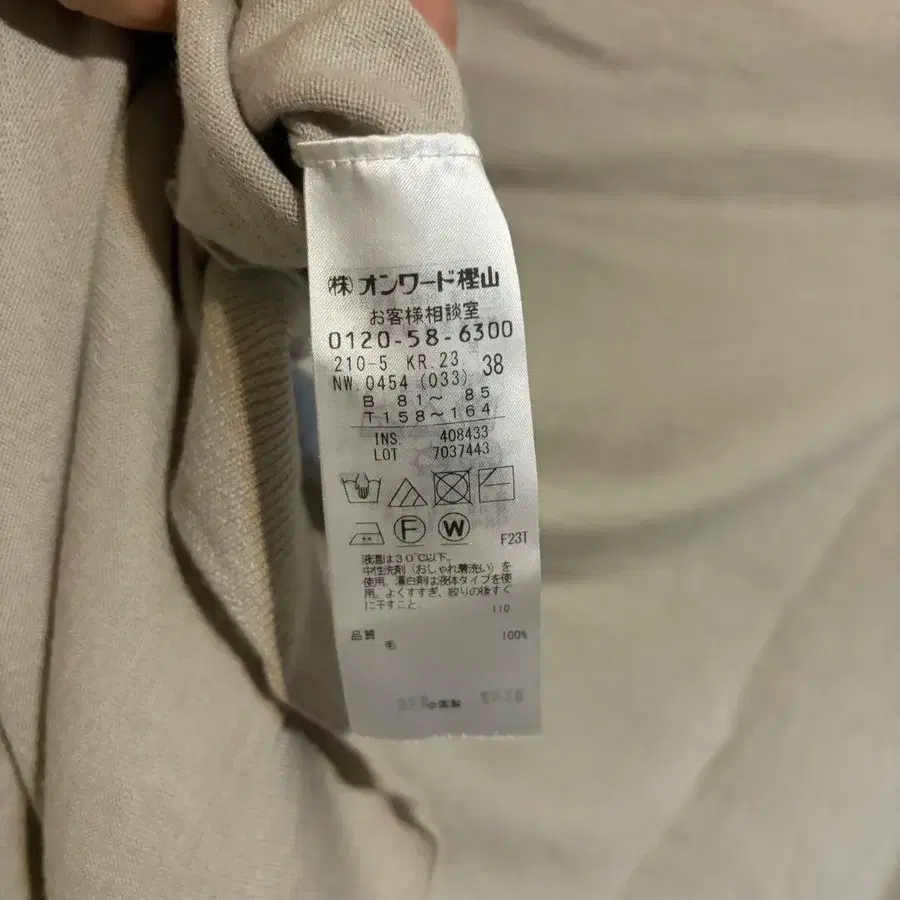 ㈱オンワード樫山
お客様相談室
0120-58-6300
210-5 KR.23. 38
NW.0454 (033)
B 81〜 85
T158〜164
INS. 408433
LOT 7037443
F W F23T
液温は30℃以下。
中性洗剤(おしゃれ着洗い)を
使用。漂白剤は液体タイプを使
用。よくすすぎ、絞りの後すぐ
に干すこと。
110
品質 100%
毛
中国製